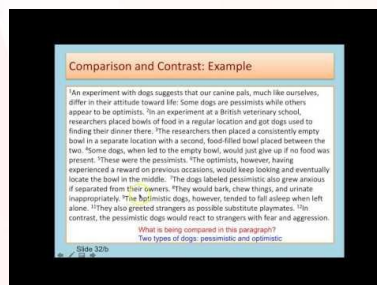 Comparison and Contrast: Example
¹An experiment with dogs suggests that our canine pals, much like ourselves,
differ in their attitude toward life: Some dogs are pessimists while others
appear to be optimists. ²In an experiment at a British veterinary school,
researchers placed bowls of food in a regular location and got dogs used to
finding their dinner there. ³The researchers then placed a consistently empty
bowl in a separate location with a second, food-filled bowl placed between the
two. ⁴Some dogs, when led to the empty bowl, would just give up if no food was
present. ⁵These were the pessimists. ⁶The optimists, however, having
experienced a reward on previous occasions, would keep looking and eventually
locate the bowl in the middle. ⁷The dogs labeled pessimistic also grew anxious
if separated from their owners. ⁸They would bark, chew things, and urinate
inappropriately. ⁹The optimistic dogs, however, tended to fall asleep when left
alone. ¹¹They also greeted strangers as possible substitute playmates. ¹²In
contrast, the pessimistic dogs would react to strangers with fear and aggression.
What is being compared in this paragraph?
Two types of dogs: pessimistic and optimistic
Slide 32/b